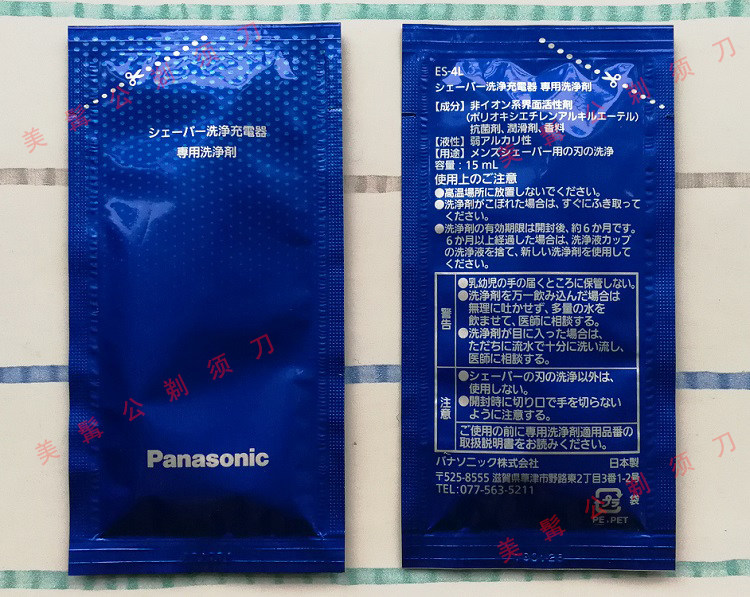 シェーバー洗浄充電器
専用洗浄剤
Panasonic
ES-4L
シェーバー洗浄充電器 専用洗浄剤
【成分】非イオン系界面活性剤
(ポリオキシエチレンアルキルエーテル)
抗菌剤、潤滑剤、香料
【液性】弱アルカリ性
【用途】メンズシェーバー用の刃の洗浄
容量:15 mL
使用上のご注意
●高温場所に放置しないでください。
●洗浄剤がこぼれた場合は、すぐにふき取って
ください。
●洗浄剤の有効期限は開封後、約6か月です。
6か月以上経過した場合は、洗浄液カップ
の洗浄液を捨て、新しい洗浄剤を使用して
ください。
警告
●乳幼児の手の届くところに保管しない。
●洗浄剤を万一飲み込んだ場合は
無理に吐かせず、多量の水を
飲ませて、医師に相談する。
●洗浄剤が目に入った場合は、
ただちに流水で十分に洗い流し、
医師に相談する。
注意
●シェーバーの刃の洗浄以外は、
使用しない。
●開封時に切り口で手を切らない
ように注意する。
ご使用の前に専用洗浄剤適用品番の
取扱説明書をお読みください。
パナソニック株式会社 日本製
〒525-8555 滋賀県草津市野路東2丁目3番1-2号
TEL:077-563-5211
プラ
袋
PE,PET
美髯公剃须刀
美髯公剃须刀
美髯公剃须刀
美髯公剃须刀